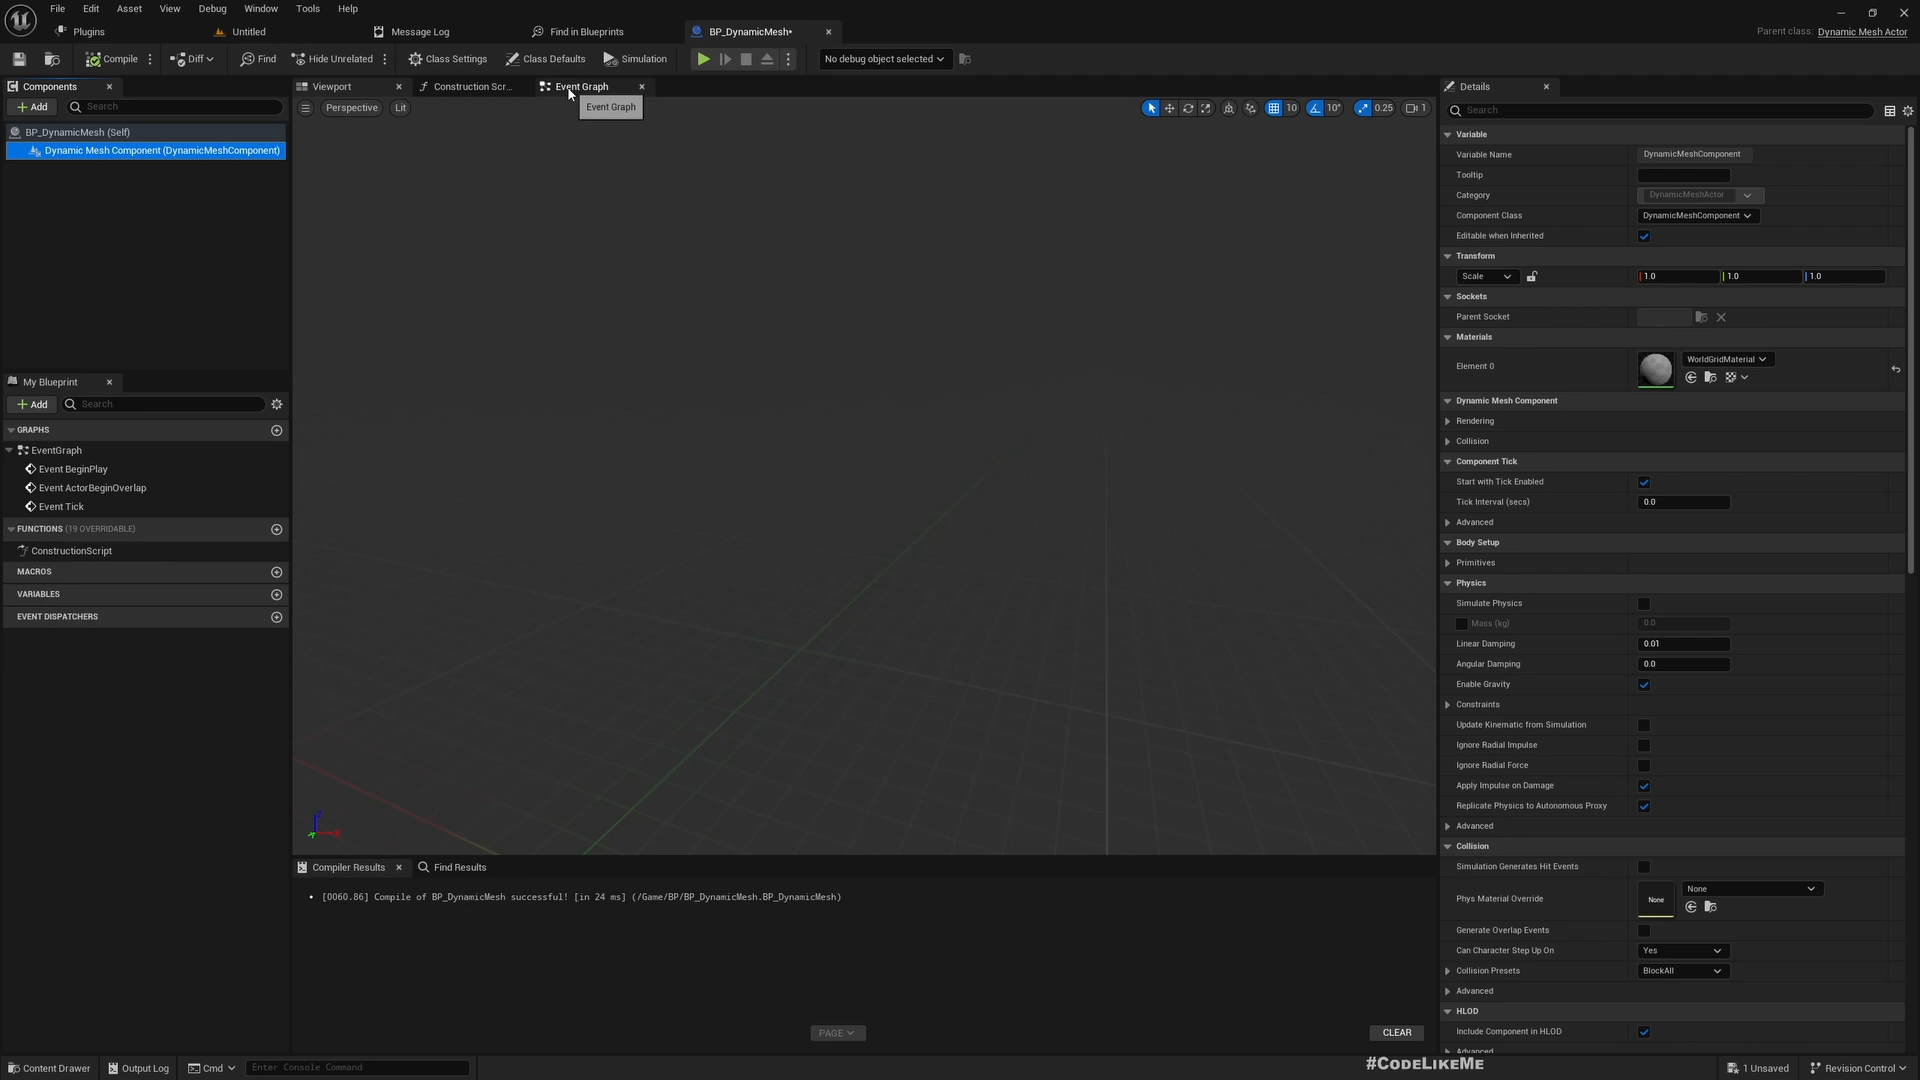 File Edit Asset View Debug Window Tools Help
Plugins Untitled Message Log Find in Blueprints BP_DynamicMesh* Parent class: Dynamic Mesh Actor
Compile Diff Find Hide Unrelated Class Settings Class Defaults Simulation No debug object selected
Components
Add Search
BP_DynamicMesh (Self)
Dynamic Mesh Component (DynamicMeshComponent)
My Blueprint
Add Search
GRAPHS
EventGraph
Event BeginPlay
Event ActorBeginOverlap
Event Tick
FUNCTIONS (19 OVERRIDABLE)
ConstructionScript
MACROS
VARIABLES
EVENT DISPATCHERS
Viewport Construction Scr... Event Graph
Perspective Lit Event Graph 10 10° 0.25 1
Z
Compiler Results Find Results
[0060.86] Compile of BP_DynamicMesh successful! [in 24 ms] (/Game/BP/BP_DynamicMesh.BP_DynamicMesh)
PAGE CLEAR
Details
Search
Variable
Variable Name DynamicMeshComponent
Tooltip
Category DynamicMeshActor
Component Class DynamicMeshComponent
Editable when Inherited
Transform
Scale 1.0 1.0 1.0
Sockets
Parent Socket
Materials
Element 0 WorldGridMaterial
Dynamic Mesh Component
Rendering
Collision
Component Tick
Start with Tick Enabled
Tick Interval (secs) 0.0
Advanced
Body Setup
Primitives
Physics
Simulate Physics
Mass (kg) 0.0
Linear Damping 0.01
Angular Damping 0.0
Enable Gravity
Constraints
Update Kinematic from Simulation
Ignore Radial Impulse
Ignore Radial Force
Apply Impulse on Damage
Replicate Physics to Autonomous Proxy
Advanced
Collision
Simulation Generates Hit Events
Phys Material Override None None
Generate Overlap Events
Can Character Step Up On Yes
Collision Presets BlockAll
Advanced
HLOD
Include Component in HLOD
Advanced
#CODELIKEME
Content Drawer Output Log Cmd Enter Console Command 1 Unsaved Revision Control